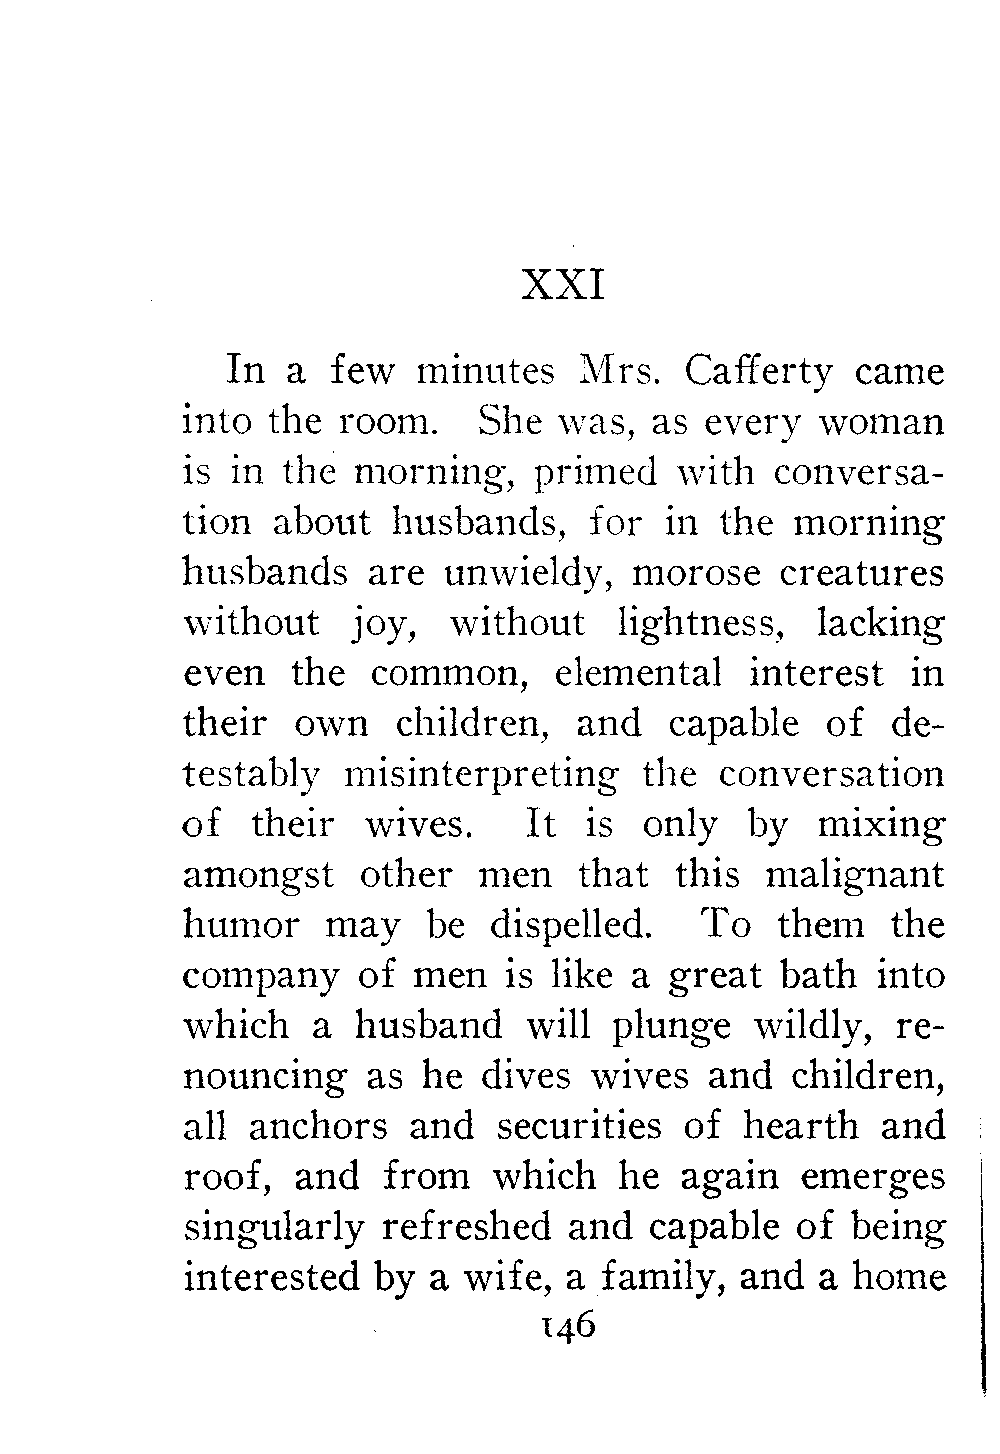 XXI
In a few minutes Mrs. Cafferty came
into the room. She was, as every woman
is in the morning, primed with conversa-
tion about husbands, for in the morning
husbands are unwieldy, morose creatures
without joy, without lightness, lacking
even the common, elemental interest in
their own children, and capable of de-
testably misinterpreting the conversation
of their wives. It is only by mixing
amongst other men that this malignant
humor may be dispelled. To them the
company of men is like a great bath into
which a husband will plunge wildly, re-
nouncing as he dives wives and children,
all anchors and securities of hearth and
roof, and from which he again emerges
singularly refreshed and capable of being
interested by a wife, a family, and a home
146